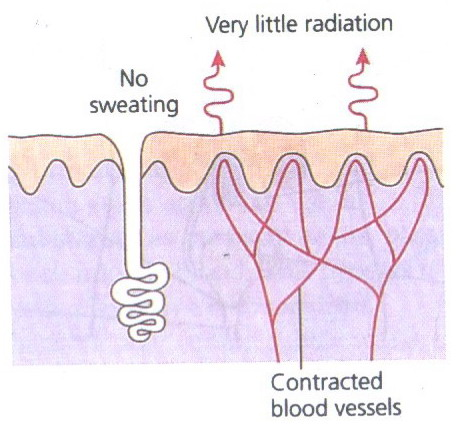 Very little radiation
No
sweating
Contracted
blood vessels